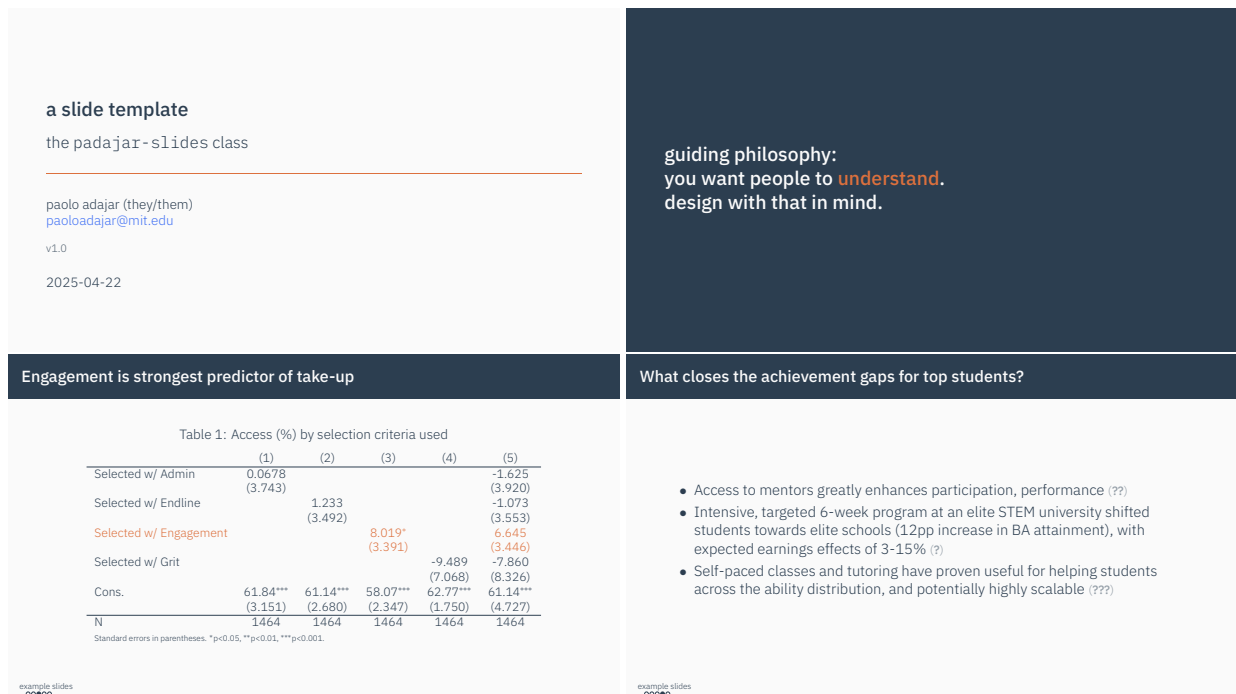 a slide template
the padajar-slides class
paolo adajar (they/them)
paoloadajar@mit.edu
v1.0
2025-04-22
guiding philosophy:
you want people to understand.
design with that in mind.
Engagement is strongest predictor of take-up
Table 1: Access (%) by selection criteria used
(1) (2) (3) (4) (5)
Selected w/ Admin 0.0678 -1.625
(3.743) (3.920)
Selected w/ Endline 1.233 -1.073
(3.492) (3.553)
Selected w/ Engagement 8.019* 6.645
(3.391) (3.446)
Selected w/ Grit -9.489 -7.860
(7.068) (8.326)
Cons. 61.84*** 61.14*** 58.07*** 62.77*** 61.14***
(3.151) (2.680) (2.347) (1.750) (4.727)
N 1464 1464 1464 1464 1464
Standard errors in parentheses. *p<0.05, **p<0.01, ***p<0.001.
example slides
What closes the achievement gaps for top students?
● Access to mentors greatly enhances participation, performance (??)
● Intensive, targeted 6-week program at an elite STEM university shifted
students towards elite schools (12pp increase in BA attainment), with
expected earnings effects of 3-15% (?)
● Self-paced classes and tutoring have proven useful for helping students
across the ability distribution, and potentially highly scalable (???)
example slides